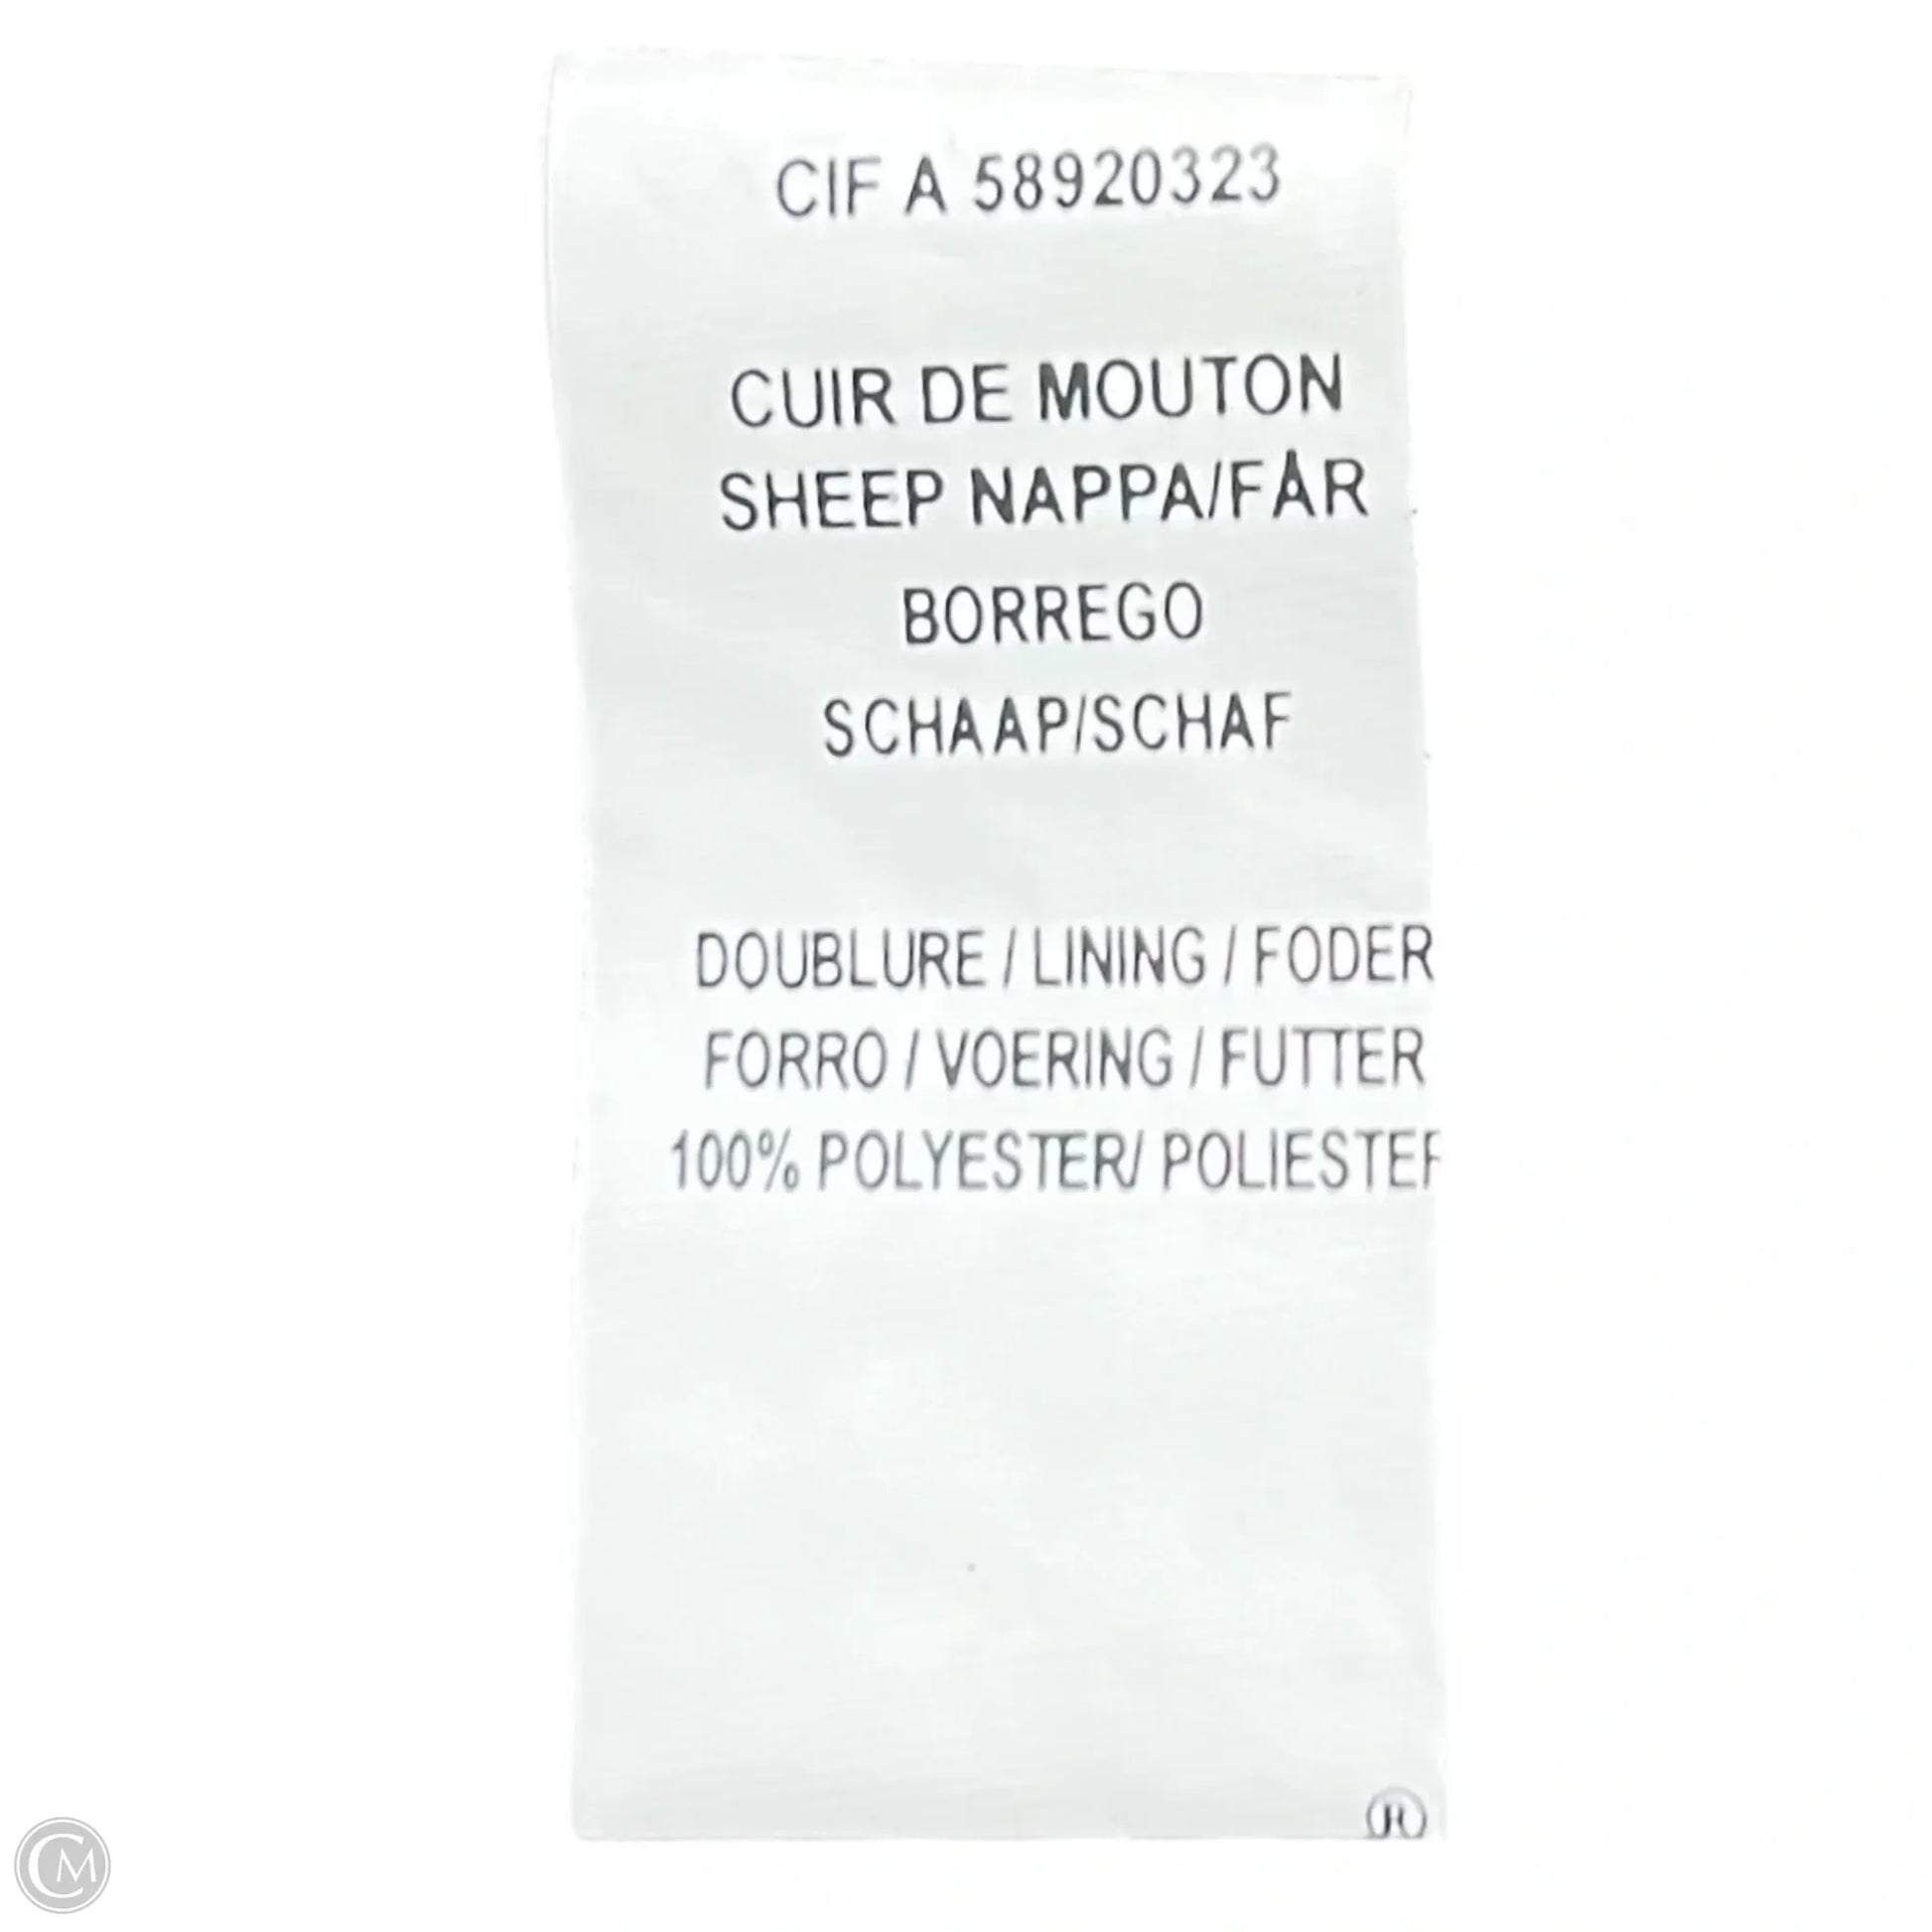 CIF A 58920323
CUIR DE MOUTON
SHEEP NAPPA/FÅR
BORREGO
SCHAAP/SCHAF
DOUBLURE / LINING / FODER
FORRO / VOERING / FUTTER
100% POLYESTER/ POLIESTER
H
CM